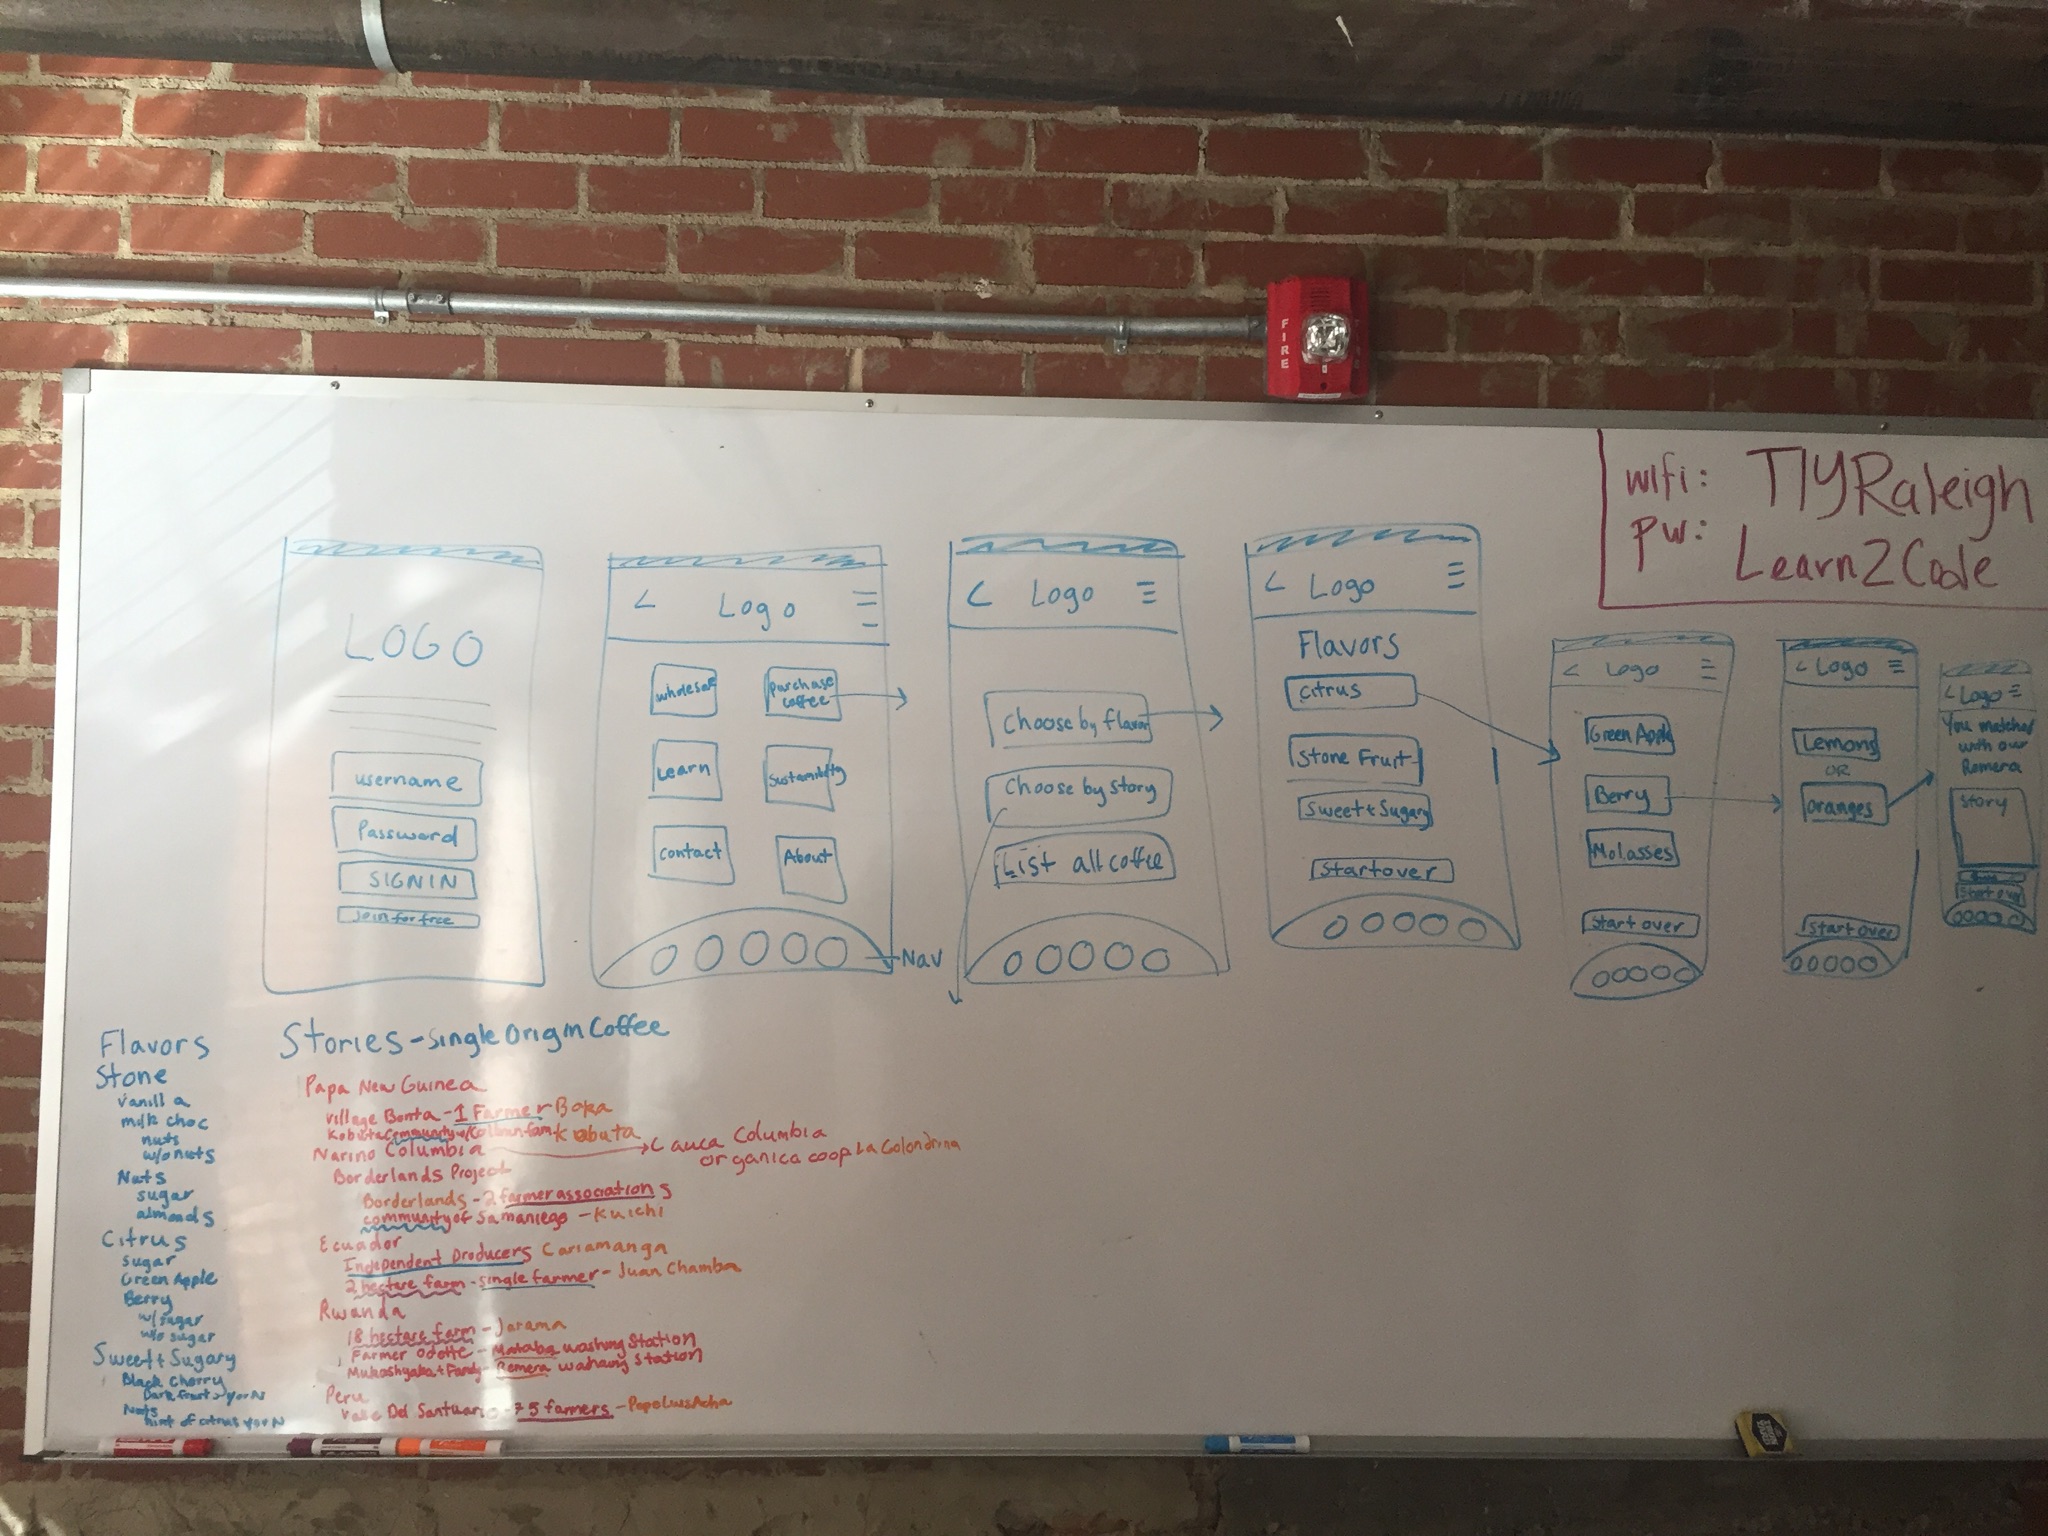 FIRE
wifi: TIYRaleigh
pw: Learn2Code
LOGO
username
Password
SIGNIN
Join for free
< Logo
wholesale
purchase coffee
Learn
Sustainability
contact
About
Nav
< Logo
Choose by flavor
Choose by Story
List all coffee
< Logo
Flavors
citrus
Stone Fruit
Sweet + Sugary
Startover
< Logo
Green Apple
Berry
Molasses
Start over
< Logo
Lemons
OR
oranges
Start over
< Logo
You matched
with our
Remera
Story
Start over
Flavors
Stone
vanilla
milk choc
nuts
w/o nuts
Nuts
sugar
almonds
Citrus
sugar
Green Apple
Berry
w/ sugar
w/o sugar
Sweet + Sugary
Black Cherry
Dark fruits y or N
Nuts
hint of citrus y or N
Stories - Single Origin Coffee
Papa New Guinea
Village Bonta - 1 Farmer Boka
Kabuta community w/ Kabuta
Narino Columbia
Cauca Columbia
organica coop La Golondrina
Borderlands Project
Borderlands - 2 farmer associations
community of Samaniego - Kuichi
Ecuador
Independent Producers Cariamanga
2 hectare farm - single farmer - Juan Chamba
Rwanda
18 hectare farm - Jarama
Farmer Odette - Mataba washing Station
Mukashyaka + Family - Remera washing Station
Peru
Valle Del Santuario - 75 farmers - Pepe Luis Acha